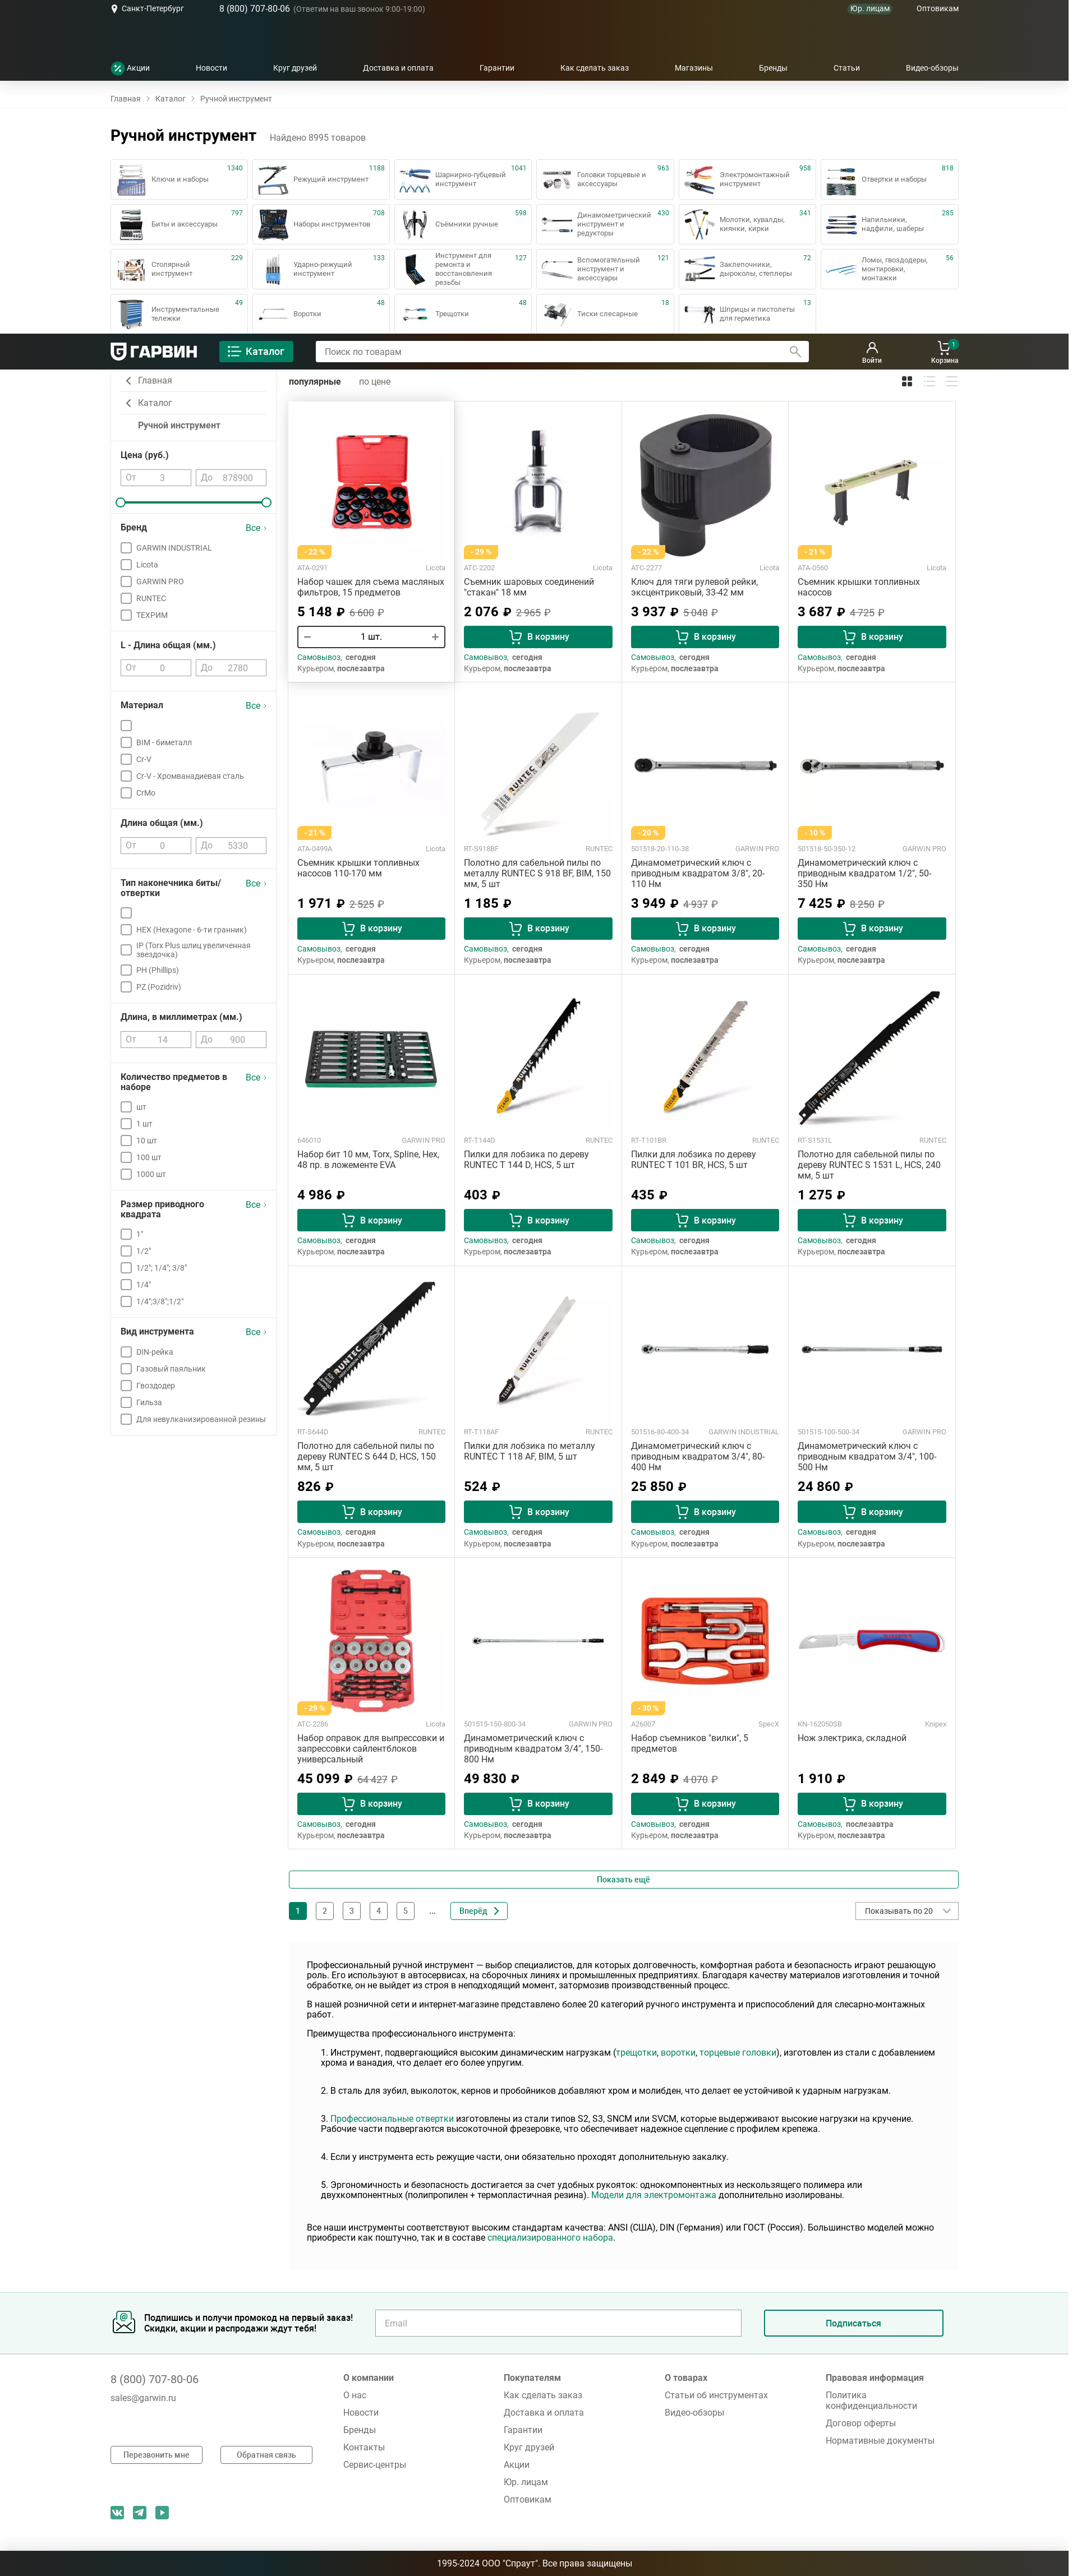 Санкт-Петербург
8 (800) 707-80-06 (Ответим на ваш звонок 9:00-19:00)
Юр. лицам
Оптовикам
Акции
Новости
Круг друзей
Доставка и оплата
Гарантии
Как сделать заказ
Магазины
Бренды
Статьи
Видео-обзоры
Главная
Каталог
Ручной инструмент
Ручной инструмент
Найдено 8995 товаров
Ключи и наборы
1340
Режущий инструмент
1188
Шарнирно-губцевый
инструмент
1041
Головки торцевые и
аксессуары
963
Электромонтажный
инструмент
958
Отвертки и наборы
818
Биты и аксессуары
797
Наборы инструментов
708
Съёмники ручные
598
Динамометрический
инструмент и
редукторы
430
Молотки, кувалды,
киянки, кирки
341
Напильники,
надфили, шаберы
285
Столярный
инструмент
229
Ударно-режущий
инструмент
133
Инструмент для
ремонта и
восстановления
резьбы
127
Вспомогательный
инструмент и
аксессуары
121
Заклепочники,
дыроколы, степлеры
72
Ломы, гвоздодеры,
монтировки,
монтажки
56
Инструментальные
тележки
49
Воротки
48
Трещотки
48
Тиски слесарные
18
Шприцы и пистолеты
для герметика
13
ГАРВИН
Каталог
Поиск по товарам
Войти
1
Корзина
Главная
Каталог
Ручной инструмент
Цена (руб.)
От 3
До 878900
Бренд
Все
GARWIN INDUSTRIAL
Licota
GARWIN PRO
RUNTEC
ТЕХРИМ
L - Длина общая (мм.)
От 0
До 2780
Материал
Все
BIM - биметалл
Cr-V
Cr-V - Хромванадиевая сталь
CrMo
Длина общая (мм.)
От 0
До 5330
Тип наконечника биты/
отвертки
Все
HEX (Hexagone - 6-ти гранник)
IP (Torx Plus шлиц увеличенная
звездочка)
PH (Phillips)
PZ (Pozidriv)
Длина, в миллиметрах (мм.)
От 14
До 900
Количество предметов в
наборе
Все
шт
1 шт
10 шт
100 шт
1000 шт
Размер приводного
квадрата
Все
1"
1/2"
1/2"; 1/4"; 3/8"
1/4"
1/4";3/8";1/2"
Вид инструмента
Все
DIN-рейка
Газовый паяльник
Гвоздодер
Гильза
Для невулканизированной резины
популярные
по цене
- 22 %
ATA-0291
Licota
Набор чашек для съема масляных
фильтров, 15 предметов
5 148 ₽ 6 600 ₽
− 1 шт. +
Самовывоз, сегодня
Курьером, послезавтра
- 29 %
ATC-2202
Licota
Съемник шаровых соединений
"стакан" 18 мм
2 076 ₽ 2 965 ₽
В корзину
Самовывоз, сегодня
Курьером, послезавтра
- 22 %
ATC-2277
Licota
Ключ для тяги рулевой рейки,
эксцентриковый, 33-42 мм
3 937 ₽ 5 048 ₽
В корзину
Самовывоз, сегодня
Курьером, послезавтра
- 21 %
ATA-0560
Licota
Съемник крышки топливных
насосов
3 687 ₽ 4 725 ₽
В корзину
Самовывоз, сегодня
Курьером, послезавтра
- 21 %
ATA-0499A
Licota
Съемник крышки топливных
насосов 110-170 мм
1 971 ₽ 2 525 ₽
В корзину
Самовывоз, сегодня
Курьером, послезавтра
RUNTEC
RT-S918BF
RUNTEC
Полотно для сабельной пилы по
металлу RUNTEC S 918 BF, BIM, 150
мм, 5 шт
1 185 ₽
В корзину
Самовывоз, сегодня
Курьером, послезавтра
- 20 %
501518-20-110-38
GARWIN PRO
Динамометрический ключ с
приводным квадратом 3/8", 20-
110 Нм
3 949 ₽ 4 937 ₽
В корзину
Самовывоз, сегодня
Курьером, послезавтра
- 10 %
501518-50-350-12
GARWIN PRO
Динамометрический ключ с
приводным квадратом 1/2", 50-
350 Нм
7 425 ₽ 8 250 ₽
В корзину
Самовывоз, сегодня
Курьером, послезавтра
646010
GARWIN PRO
Набор бит 10 мм, Torx, Spline, Hex,
48 пр. в ложементе EVA
4 986 ₽
В корзину
Самовывоз, сегодня
Курьером, послезавтра
RUNTEC
RT-T144D
RUNTEC
Пилки для лобзика по дереву
RUNTEC T 144 D, HCS, 5 шт
403 ₽
В корзину
Самовывоз, сегодня
Курьером, послезавтра
RUNTEC
RT-T101BR
RUNTEC
Пилки для лобзика по дереву
RUNTEC T 101 BR, HCS, 5 шт
435 ₽
В корзину
Самовывоз, сегодня
Курьером, послезавтра
RUNTEC
RT-S1531L
RUNTEC
Полотно для сабельной пилы по
дереву RUNTEC S 1531 L, HCS, 240
мм, 5 шт
1 275 ₽
В корзину
Самовывоз, сегодня
Курьером, послезавтра
RUNTEC
RT-S644D
RUNTEC
Полотно для сабельной пилы по
дереву RUNTEC S 644 D, HCS, 150
мм, 5 шт
826 ₽
В корзину
Самовывоз, сегодня
Курьером, послезавтра
RUNTEC
RT-T118AF
RUNTEC
Пилки для лобзика по металлу
RUNTEC T 118 AF, BIM, 5 шт
524 ₽
В корзину
Самовывоз, сегодня
Курьером, послезавтра
501516-80-400-34
GARWIN INDUSTRIAL
Динамометрический ключ с
приводным квадратом 3/4", 80-
400 Нм
25 850 ₽
В корзину
Самовывоз, сегодня
Курьером, послезавтра
501515-100-500-34
GARWIN PRO
Динамометрический ключ с
приводным квадратом 3/4", 100-
500 Нм
24 860 ₽
В корзину
Самовывоз, сегодня
Курьером, послезавтра
- 29 %
ATC-2286
Licota
Набор оправок для выпрессовки и
запрессовки сайлентблоков
универсальный
45 099 ₽ 64 427 ₽
В корзину
Самовывоз, сегодня
Курьером, послезавтра
501515-150-800-34
GARWIN PRO
Динамометрический ключ с
приводным квадратом 3/4", 150-
800 Нм
49 830 ₽
В корзину
Самовывоз, сегодня
Курьером, послезавтра
- 30 %
A26007
SpecX
Набор съемников "вилки", 5
предметов
2 849 ₽ 4 070 ₽
В корзину
Самовывоз, сегодня
Курьером, послезавтра
KN-162050SB
Knipex
Нож электрика, складной
1 910 ₽
В корзину
Самовывоз, послезавтра
Курьером, послезавтра
Показать ещё
1 2 3 4 5 ... Вперёд
Показывать по 20
Профессиональный ручной инструмент — выбор специалистов, для которых долговечность, комфортная работа и безопасность играют решающую
роль. Его используют в автосервисах, на сборочных линиях и промышленных предприятиях. Благодаря качеству материалов изготовления и точной
обработке, он не выйдет из строя в неподходящий момент, затормозив производственный процесс.
В нашей розничной сети и интернет-магазине представлено более 20 категорий ручного инструмента и приспособлений для слесарно-монтажных
работ.
Преимущества профессионального инструмента:
1. Инструмент, подвергающийся высоким динамическим нагрузкам (трещотки, воротки, торцевые головки), изготовлен из стали с добавлением
хрома и ванадия, что делает его более упругим.
2. В сталь для зубил, выколоток, кернов и пробойников добавляют хром и молибден, что делает ее устойчивой к ударным нагрузкам.
3. Профессиональные отвертки изготовлены из стали типов S2, S3, SNCM или SVCM, которые выдерживают высокие нагрузки на кручение.
Рабочие части подвергаются высокоточной фрезеровке, что обеспечивает надежное сцепление с профилем крепежа.
4. Если у инструмента есть режущие части, они обязательно проходят дополнительную закалку.
5. Эргономичность и безопасность достигается за счет удобных рукояток: однокомпонентных из нескользящего полимера или
двухкомпонентных (полипропилен + термопластичная резина). Модели для электромонтажа дополнительно изолированы.
Все наши инструменты соответствуют высоким стандартам качества: ANSI (США), DIN (Германия) или ГОСТ (Россия). Большинство моделей можно
приобрести как поштучно, так и в составе специализированного набора.
Подпишись и получи промокод на первый заказ!
Скидки, акции и распродажи ждут тебя!
Email
Подписаться
8 (800) 707-80-06
sales@garwin.ru
Перезвонить мне
Обратная связь
О компании
О нас
Новости
Бренды
Контакты
Сервис-центры
Покупателям
Как сделать заказ
Доставка и оплата
Гарантии
Круг друзей
Акции
Юр. лицам
Оптовикам
О товарах
Статьи об инструментах
Видео-обзоры
Правовая информация
Политика
конфиденциальности
Договор оферты
Нормативные документы
1995-2024 ООО "Спраут". Все права защищены